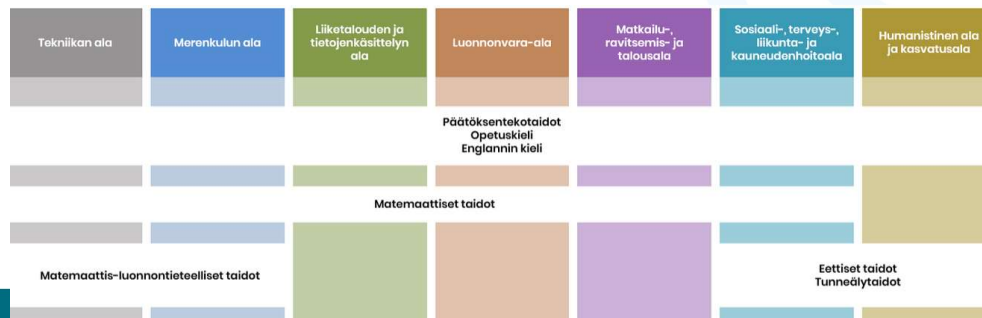 Tekniikan ala
Merenkulun ala
Liiketalouden ja
tietojenkäsittelyn
ala
Luonnonvara-ala
Matkailu-,
ravitsemis- ja
talousala
Sosiaali-, terveys-,
liikunta- ja
kauneudenhoitoala
Humanistinen ala
ja kasvatusala
Päätöksentekotaidot
Opetuskieli
Englannin kieli
Matemaattiset taidot
Matemaattis-luonnontieteelliset taidot
Eettiset taidot
Tunneälytaidot